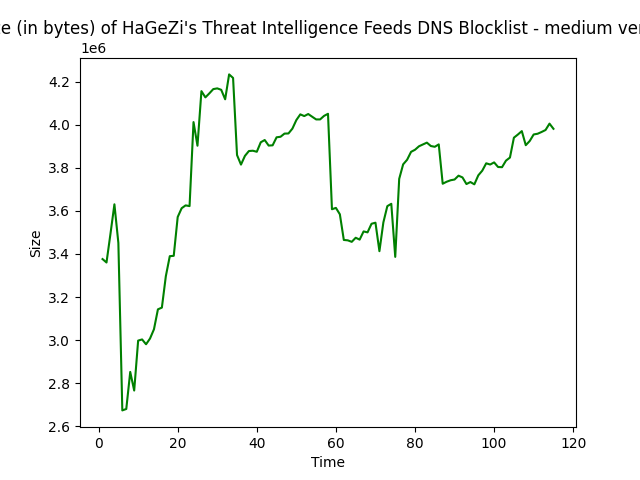 (in bytes) of HaGeZi's Threat Intelligence Feeds DNS Blocklist - medium
1e6
4.2
4.0
3.8
3.6
3.4
3.2
3.0
2.8
2.6
Size
0 20 40 60 80 100 120
Time